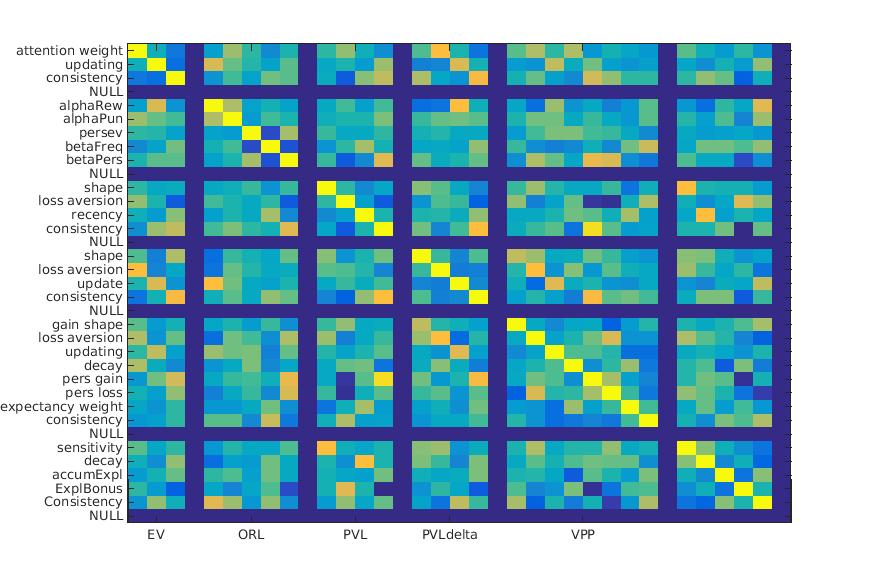 attention weight
updating
consistency
NULL
alphaRew
alphaPun
persev
betaFreq
betaPers
NULL
shape
loss aversion
recency
consistency
NULL
shape
loss aversion
update
consistency
NULL
gain shape
loss aversion
updating
decay
pers gain
pers loss
expectancy weight
consistency
NULL
sensitivity
decay
accumExpl
ExplBonus
Consistency
NULL
EV ORL PVL PVLdelta VPP